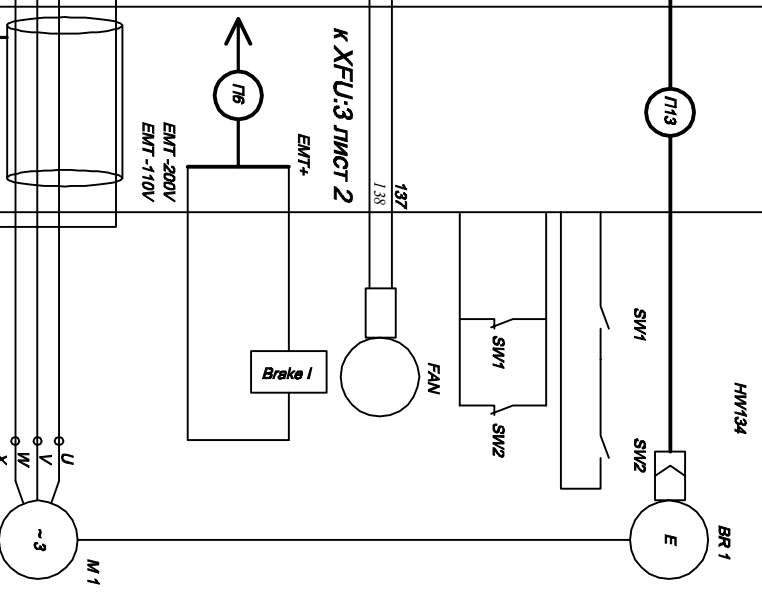 П6
П13
к XFU:3 лист 2
EMT+
EMT -200V
EMT -110V
137
138
SW1
SW2
SW1
SW2
HW134
FAN
Brake I
U
V
W
X
~ 3
M 1
E
BR 1